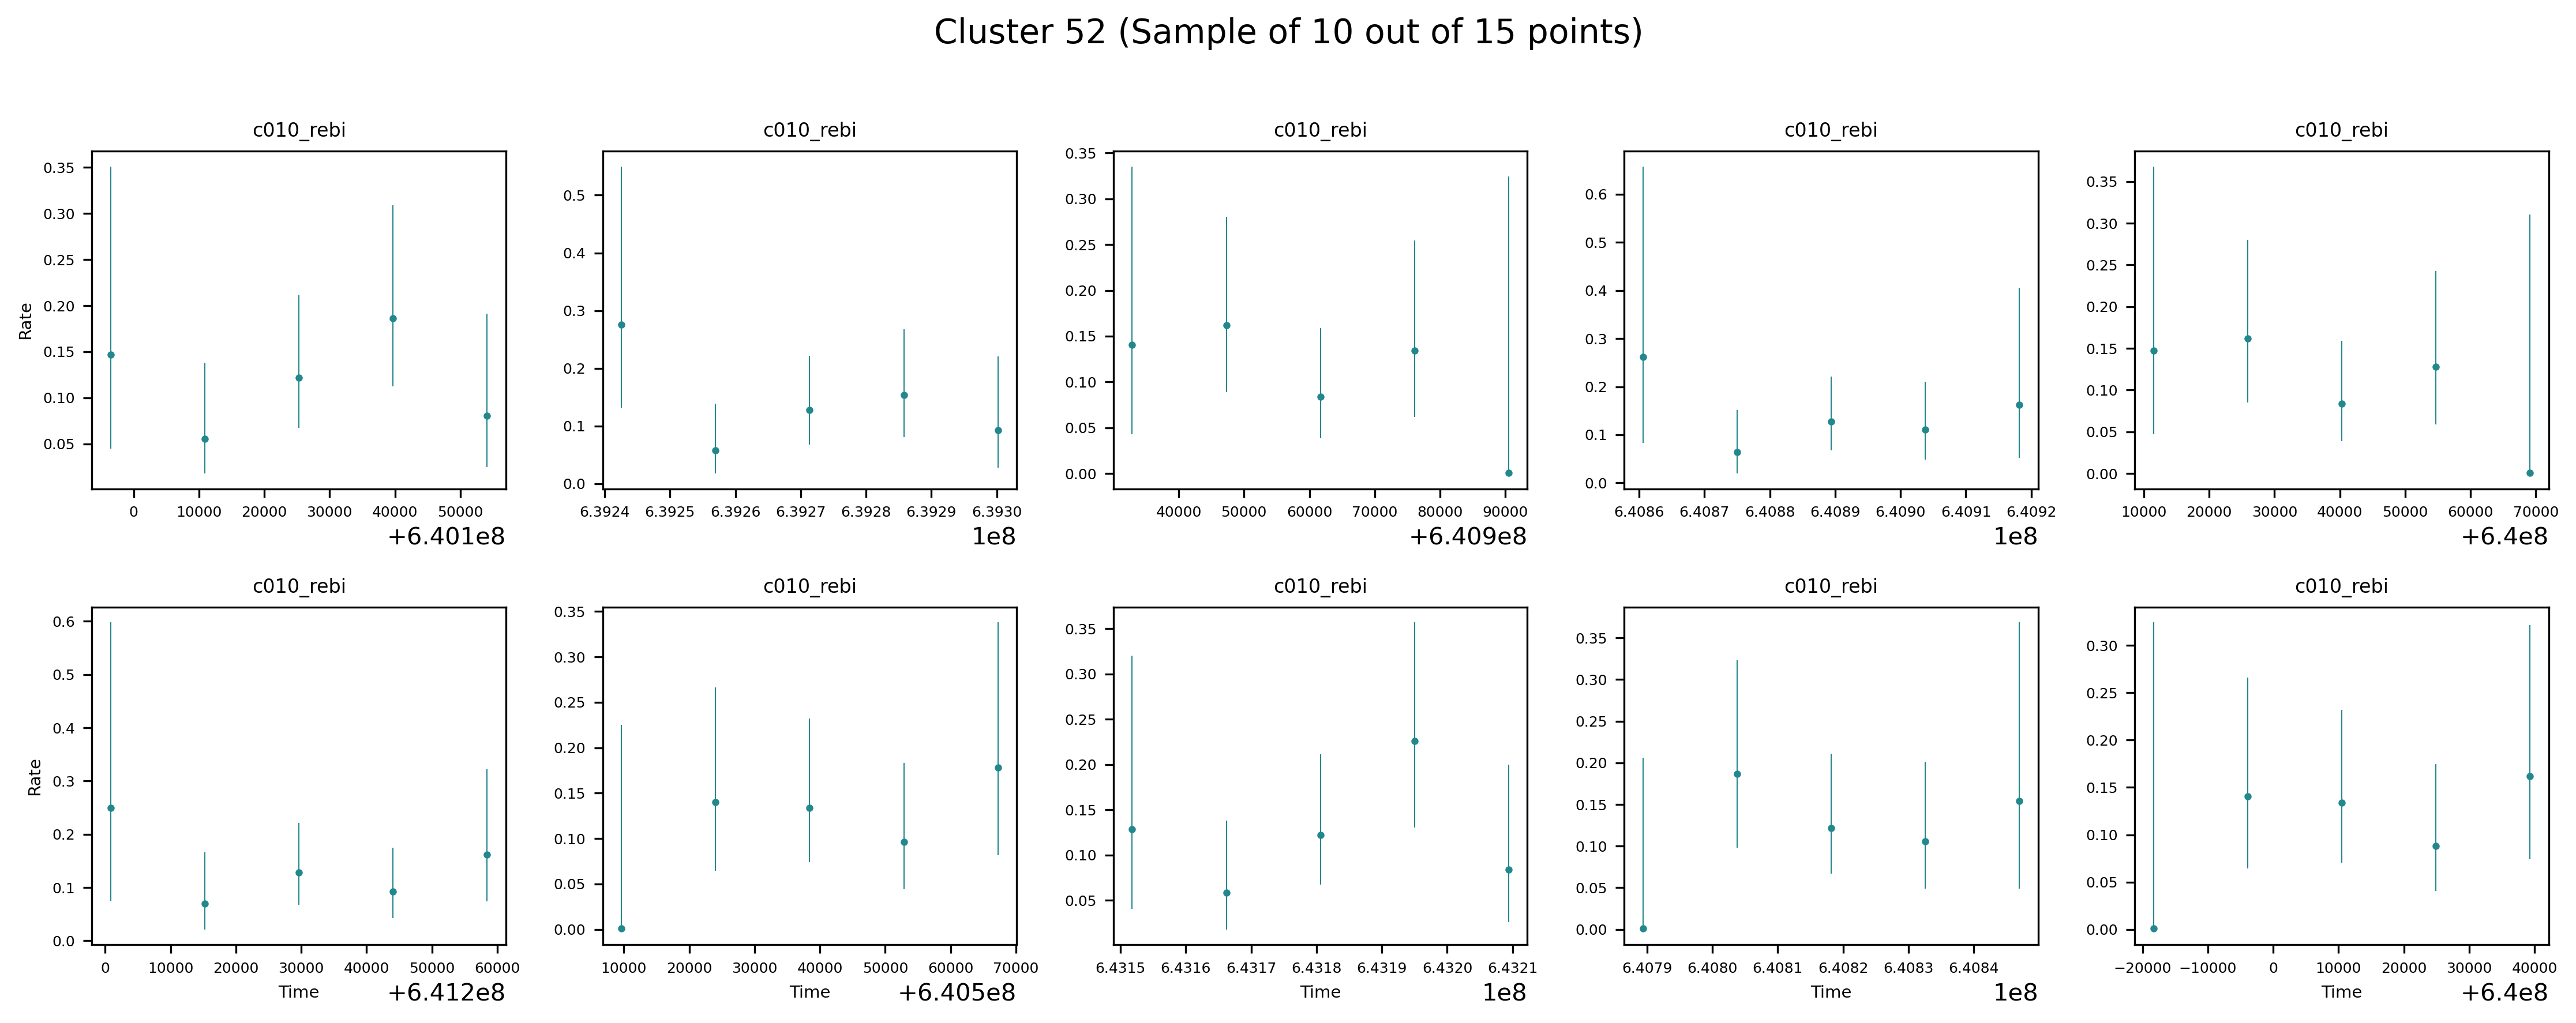 Cluster 52 (Sample of 10 out of 15 points)
c010_rebi c010_rebi c010_rebi c010_rebi c010_rebi
Rate
0.35 0.30 0.25 0.20 0.15 0.10 0.05
0 10000 20000 30000 40000 50000
+6.401e8
0.5 0.4 0.3 0.2 0.1 0.0
6.3924 6.3925 6.3926 6.3927 6.3928 6.3929 6.3930
1e8
0.35 0.30 0.25 0.20 0.15 0.10 0.05 0.00
40000 50000 60000 70000 80000 90000
+6.409e8
0.6 0.5 0.4 0.3 0.2 0.1 0.0
6.4086 6.4087 6.4088 6.4089 6.4090 6.4091 6.4092
1e8
0.35 0.30 0.25 0.20 0.15 0.10 0.05 0.00
10000 20000 30000 40000 50000 60000 70000
+6.4e8
c010_rebi c010_rebi c010_rebi c010_rebi c010_rebi
Rate
0.6 0.5 0.4 0.3 0.2 0.1 0.0
0 10000 20000 30000 40000 50000 60000
Time +6.412e8
0.35 0.30 0.25 0.20 0.15 0.10 0.05 0.00
10000 20000 30000 40000 50000 60000 70000
Time +6.405e8
0.35 0.30 0.25 0.20 0.15 0.10 0.05
6.4315 6.4316 6.4317 6.4318 6.4319 6.4320 6.4321
Time 1e8
0.35 0.30 0.25 0.20 0.15 0.10 0.05 0.00
6.4079 6.4080 6.4081 6.4082 6.4083 6.4084
Time 1e8
0.30 0.25 0.20 0.15 0.10 0.05 0.00
−20000 −10000 0 10000 20000 30000 40000
Time +6.4e8